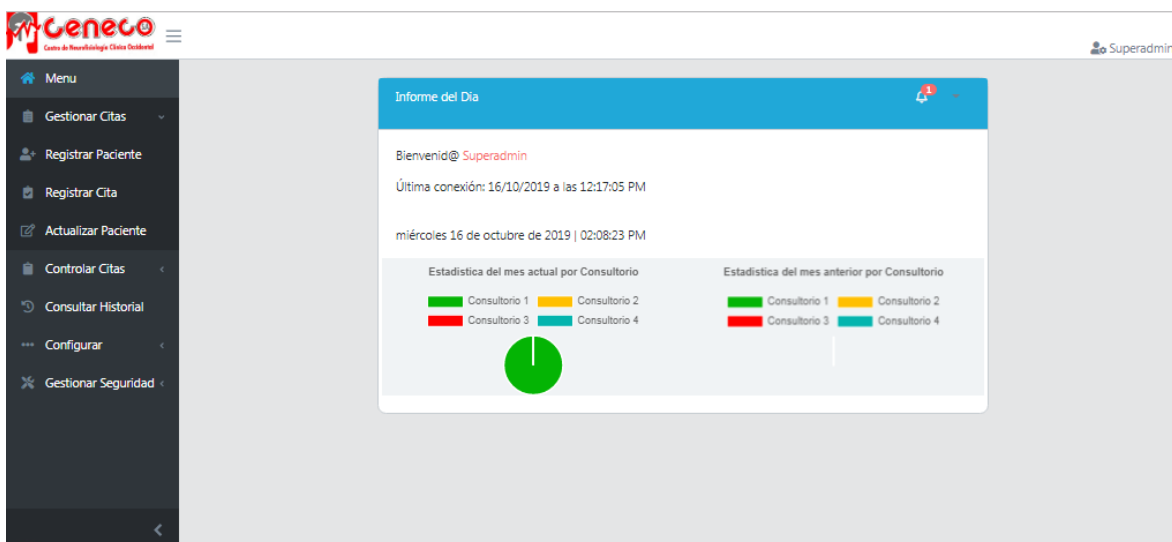 Ceneco
Centro de Neurofisiología Clínica Occidental
Superadmin
Menu
Gestionar Citas
Registrar Paciente
Registrar Cita
Actualizar Paciente
Controlar Citas
Consultar Historial
Configurar
Gestionar Seguridad
Informe del Día
1
Bienvenid@ Superadmin
Última conexión: 16/10/2019 a las 12:17:05 PM
miércoles 16 de octubre de 2019 | 02:08:23 PM
Estadistica del mes actual por Consultorio
Consultorio 1 Consultorio 2
Consultorio 3 Consultorio 4
Estadistica del mes anterior por Consultorio
Consultorio 1 Consultorio 2
Consultorio 3 Consultorio 4